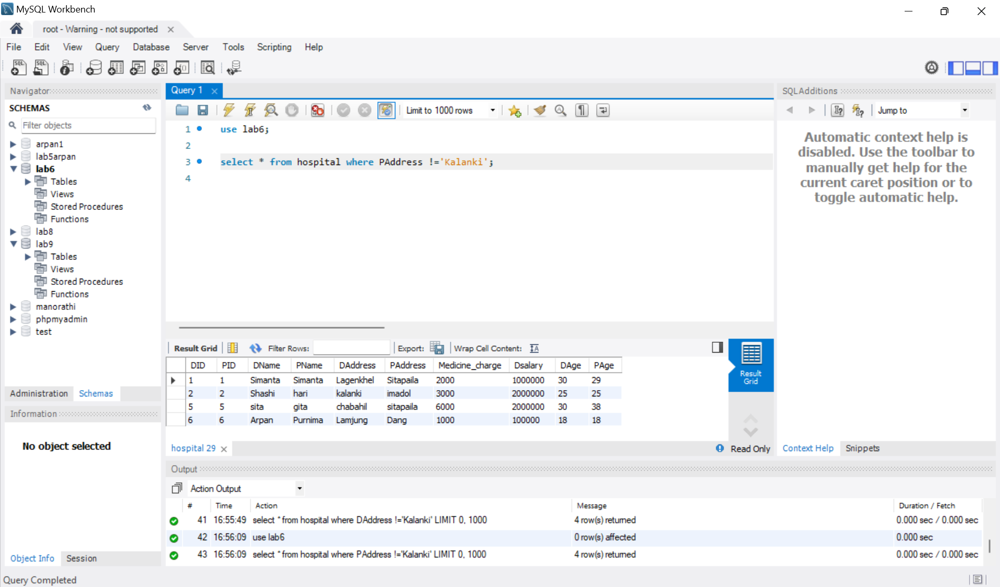 MySQL Workbench
root - Warning - not supported
File Edit View Query Database Server Tools Scripting Help
Navigator
SCHEMAS
Filter objects
arpan1
lab5arpan
lab6
Tables
Views
Stored Procedures
Functions
lab8
lab9
Tables
Views
Stored Procedures
Functions
manorathi
phpmyadmin
test
Administration Schemas
Information
No object selected
Object Info Session
Query 1
Limit to 1000 rows
1 use lab6;
2
3 select * from hospital where PAddress !='Kalanki';
4
Result Grid Filter Rows: Export: Wrap Cell Content:
DID PID DName PName DAddress PAddress Medicine_charge Dsalary DAge PAge
1 1 Simanta Simanta Lagenkhel Sitapaila 2000 1000000 30 29
2 2 Shashi hari kalanki imadol 3000 2000000 25 25
5 5 sita gita chabahil sitapaila 6000 2000000 30 38
6 6 Arpan Purnima Lamjung Dang 1000 100000 18 18
Result
Grid
hospital 29
Read Only
SQLAdditions
Jump to
Automatic context help is
disabled. Use the toolbar to
manually get help for the
current caret position or to
toggle automatic help.
Context Help Snippets
Output
Action Output
# Time Action Message Duration / Fetch
41 16:55:49 select * from hospital where DAddress !='Kalanki' LIMIT 0, 1000 4 row(s) returned 0.000 sec / 0.000 sec
42 16:56:09 use lab6 0 row(s) affected 0.000 sec
43 16:56:09 select * from hospital where PAddress !='Kalanki' LIMIT 0, 1000 4 row(s) returned 0.000 sec / 0.000 sec
Query Completed